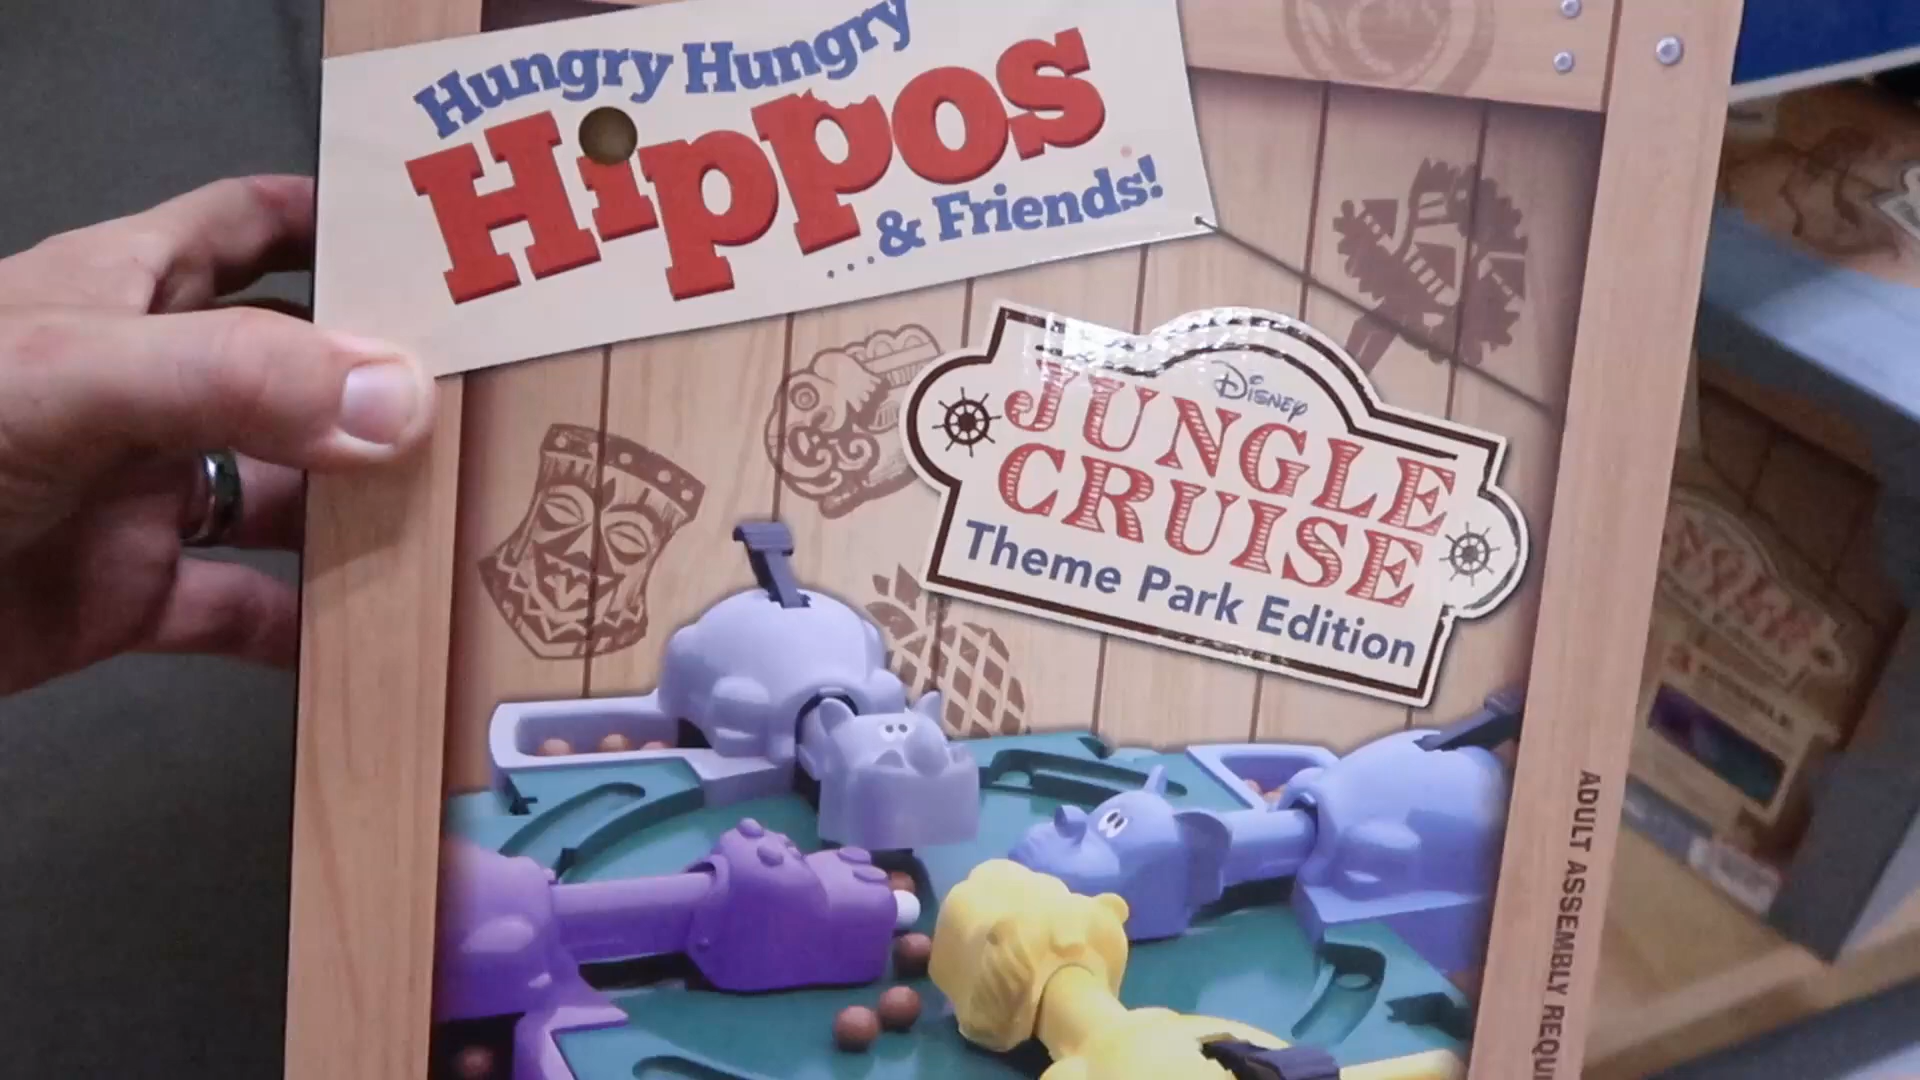 Hungry Hungry
Hippos
...& Friends!
Disney
JUNGLE
CRUISE
Theme Park Edition
ADULT ASSEMBLY REQU